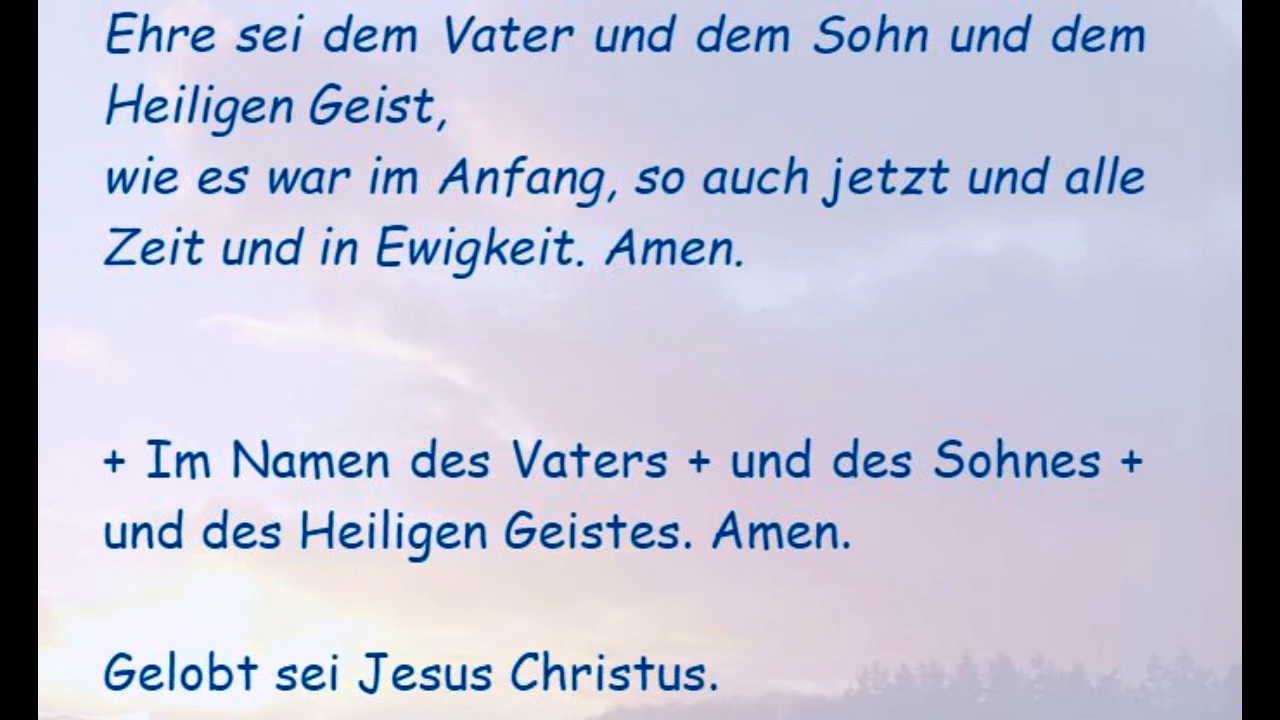 Ehre sei dem Vater und dem Sohn und dem
Heiligen Geist,
wie es war im Anfang, so auch jetzt und alle
Zeit und in Ewigkeit. Amen.
+ Im Namen des Vaters + und des Sohnes +
und des Heiligen Geistes. Amen.
Gelobt sei Jesus Christus.